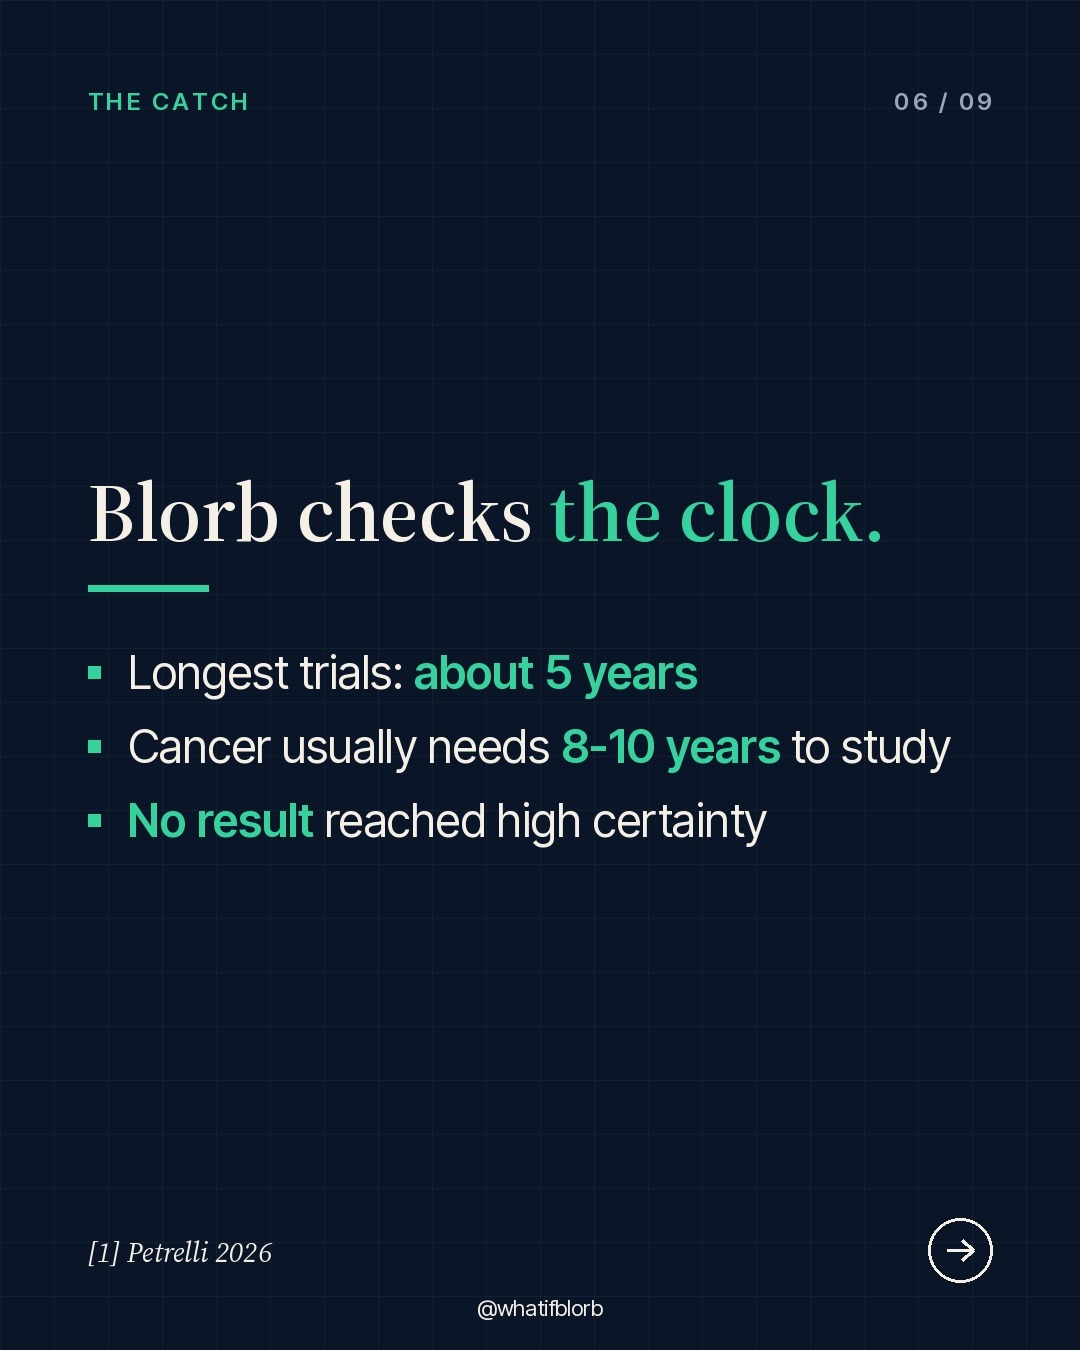 THE CATCH
06 / 09
Blorb checks the clock.
Longest trials: about 5 years
Cancer usually needs 8-10 years to study
No result reached high certainty
[1] Petrelli 2026
@whatifblorb